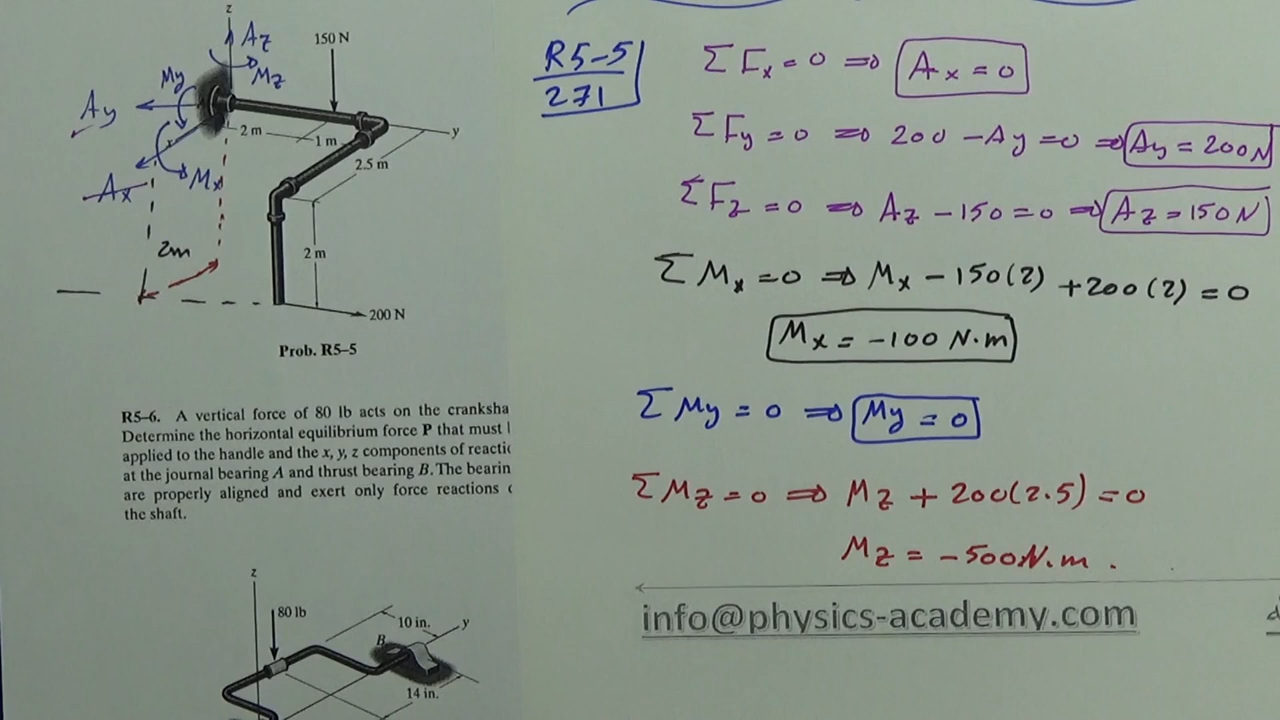 z
Az
Mz
150 N
My
Ay
2 m
1 m
y
2.5 m
x
Mx
Ax
2m
2 m
200 N
Prob. R5–5
R5–6. A vertical force of 80 lb acts on the cranksha
Determine the horizontal equilibrium force P that must
applied to the handle and the x, y, z components of reacti
at the journal bearing A and thrust bearing B. The bearin
are properly aligned and exert only force reactions
the shaft.
z
80 lb
10 in.
y
B
14 in.
R5-5
271
ΣFx = 0 ⇒ Ax = 0
ΣFy = 0 ⇒ 200 - Ay = 0 ⇒ Ay = 200N
ΣFz = 0 ⇒ Az - 150 = 0 ⇒ Az = 150 N
ΣMx = 0 ⇒ Mx - 150(2) + 200(2) = 0
Mx = -100 N.m
ΣMy = 0 ⇒ My = 0
ΣMz = 0 ⇒ Mz + 200(2.5) = 0
Mz = -500N.m.
info@physics-academy.com